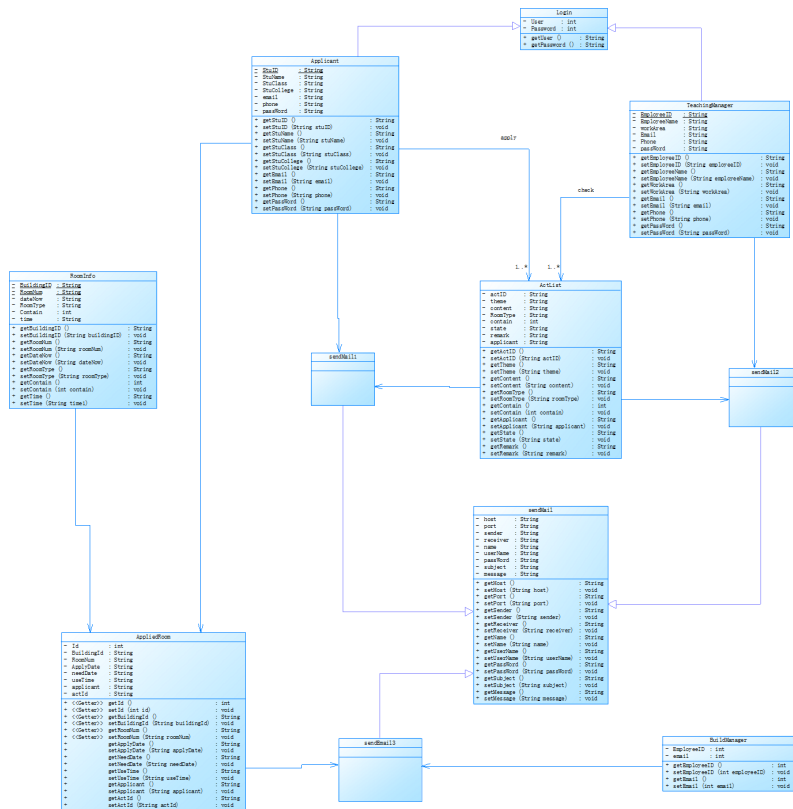 Login
- User : int
- Password : int
+ getUser () : String
+ getPassword () : String
Applicant
- StuID : String
- StuName : String
- StuClass : String
- StuCollege : String
- email : String
- phone : String
- passWord : String
+ getStuID () : String
+ setStuID (String stuID) : void
+ getStuName () : String
+ setStuName (String stuName) : void
+ getStuClass () : String
+ setStuClass (String stuClass) : void
+ getStuCollege () : String
+ setStuCollege (String stuCollege) : void
+ getEmail () : String
+ setEmail (String email) : void
+ getPhone () : String
+ setPhone (String phone) : void
+ getPassWord () : String
+ setPassWord (String passWord) : void
TeachingManager
- EmployeeID : String
- EmployeeName : String
- workArea : String
- Email : String
- Phone : String
- passWord : String
+ getEmployeeID () : String
+ setEmployeeID (String employeeID) : void
+ getEmployeeName () : String
+ setEmployeeName (String employeeName) : void
+ getWorkArea () : String
+ setWorkArea (String workArea) : void
+ getEmail () : String
+ setEmail (String email) : void
+ getPhone () : String
+ setPhone (String phone) : void
+ getPassWord () : String
+ setPassWord (String passWord) : void
apply
check
1..*
1..*
RoomInfo
- BuildingID : String
- RoomNum : String
- dateNow : String
- RoomType : String
- Contain : int
- time : String
+ getBuildingID () : String
+ setBuildingID (String buildingID) : void
+ getRoomNum () : String
+ setRoomNum (String roomNum) : void
+ getDateNow () : String
+ setDateNow (String dateNow) : void
+ getRoomType () : String
+ setRoomType (String roomType) : void
+ getContain () : int
+ setContain (int contain) : void
+ getTime () : String
+ setTime (String time1) : void
ActList
- actID : String
- theme : String
- content : String
- RoomType : String
- contain : int
- state : String
- remark : String
- applicant : String
+ getActID () : String
+ setActID (String actID) : void
+ getTheme () : String
+ setTheme (String theme) : void
+ getContent () : String
+ setContent (String content) : void
+ getRoomType () : String
+ setRoomType (String roomType) : void
+ getContain () : int
+ setContain (int contain) : void
+ getApplicant () : String
+ setApplicant (String applicant) : void
+ getState () : String
+ setState (String state) : void
+ getRemark () : String
+ setRemark (String remark) : void
sendMail1
sendMail2
sendMail
- host : String
- port : String
- sender : String
- receiver : String
- name : String
- userName : String
- passWord : String
- subject : String
- message : String
+ getHost () : String
+ setHost (String host) : void
+ getPort () : String
+ setPort (String port) : void
+ getSender () : String
+ setSender (String sender) : void
+ getReceiver () : String
+ setReceiver (String receiver) : void
+ getName () : String
+ setName (String name) : void
+ getUserName () : String
+ setUserName (String userName) : void
+ getPassWord () : String
+ setPassWord (String passWord) : void
+ getSubject () : String
+ setSubject (String subject) : void
+ getMessage () : String
+ setMessage (String message) : void
AppliedRoom
- Id : int
- BuildingId : String
- RoomNum : String
- ApplyDate : String
- needDate : String
- useTime : String
- applicant : String
- actId : String
+ <<Getter>> getId () : int
+ <<Setter>> setId (int id) : void
+ <<Getter>> getBuildingId () : String
+ <<Setter>> setBuildingId (String buildingId) : void
+ <<Getter>> getRoomNum () : String
+ <<Setter>> setRoomNum (String roomNum) : void
+ getApplyDate () : String
+ setApplyDate (String applyDate) : void
+ getNeedDate () : String
+ setNeedDate (String needDate) : void
+ getUseTime () : String
+ setUseTime (String useTime) : void
+ getApplicant () : String
+ setApplicant (String applicant) : void
+ getActId () : String
+ setActId (String actId) : void
sendEmail3
BuildManager
- EmployeeID : int
- email : int
+ getEmployeeID () : int
+ setEmployeeID (int employeeID) : void
+ getEmail () : int
+ setEmail (int email) : void